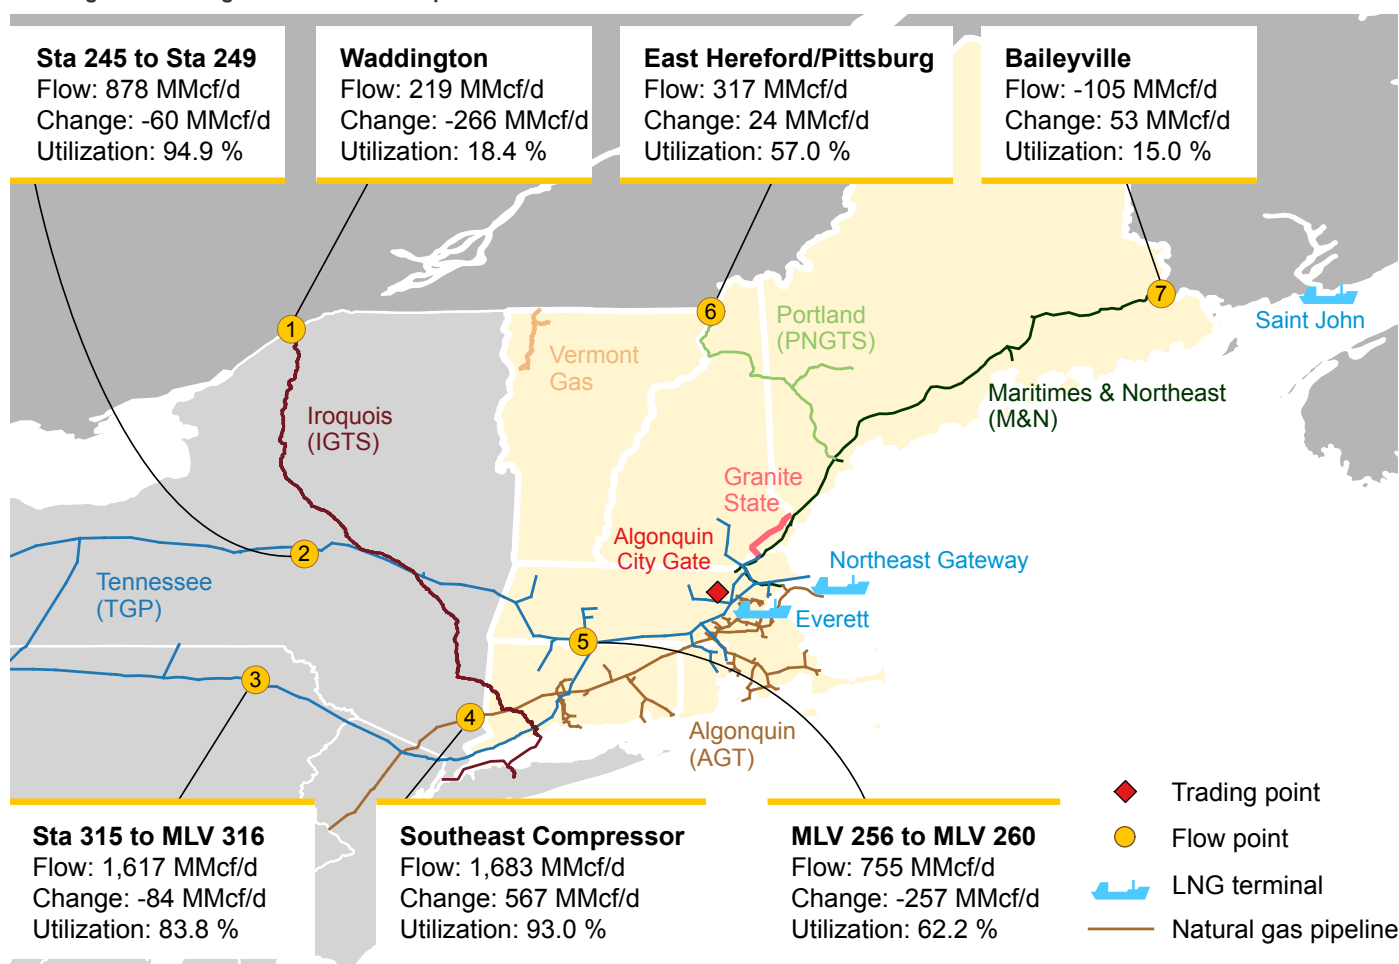 Sta 245 to Sta 249
Flow: 878 MMcf/d
Change: -60 MMcf/d
Utilization: 94.9 %
Waddington
Flow: 219 MMcf/d
Change: -266 MMcf/d
Utilization: 18.4 %
East Hereford/Pittsburg
Flow: 317 MMcf/d
Change: 24 MMcf/d
Utilization: 57.0 %
Baileyville
Flow: -105 MMcf/d
Change: 53 MMcf/d
Utilization: 15.0 %
1
6
7
Saint John
Portland
(PNGTS)
Vermont
Gas
Maritimes & Northeast
(M&N)
Iroquois
(IGTS)
Granite
State
Algonquin
City Gate
2
Northeast Gateway
Tennessee
(TGP)
Everett
5
3
4
Algonquin
(AGT)
Sta 315 to MLV 316
Flow: 1,617 MMcf/d
Change: -84 MMcf/d
Utilization: 83.8 %
Southeast Compressor
Flow: 1,683 MMcf/d
Change: 567 MMcf/d
Utilization: 93.0 %
MLV 256 to MLV 260
Flow: 755 MMcf/d
Change: -257 MMcf/d
Utilization: 62.2 %
Trading point
Flow point
LNG terminal
Natural gas pipeline